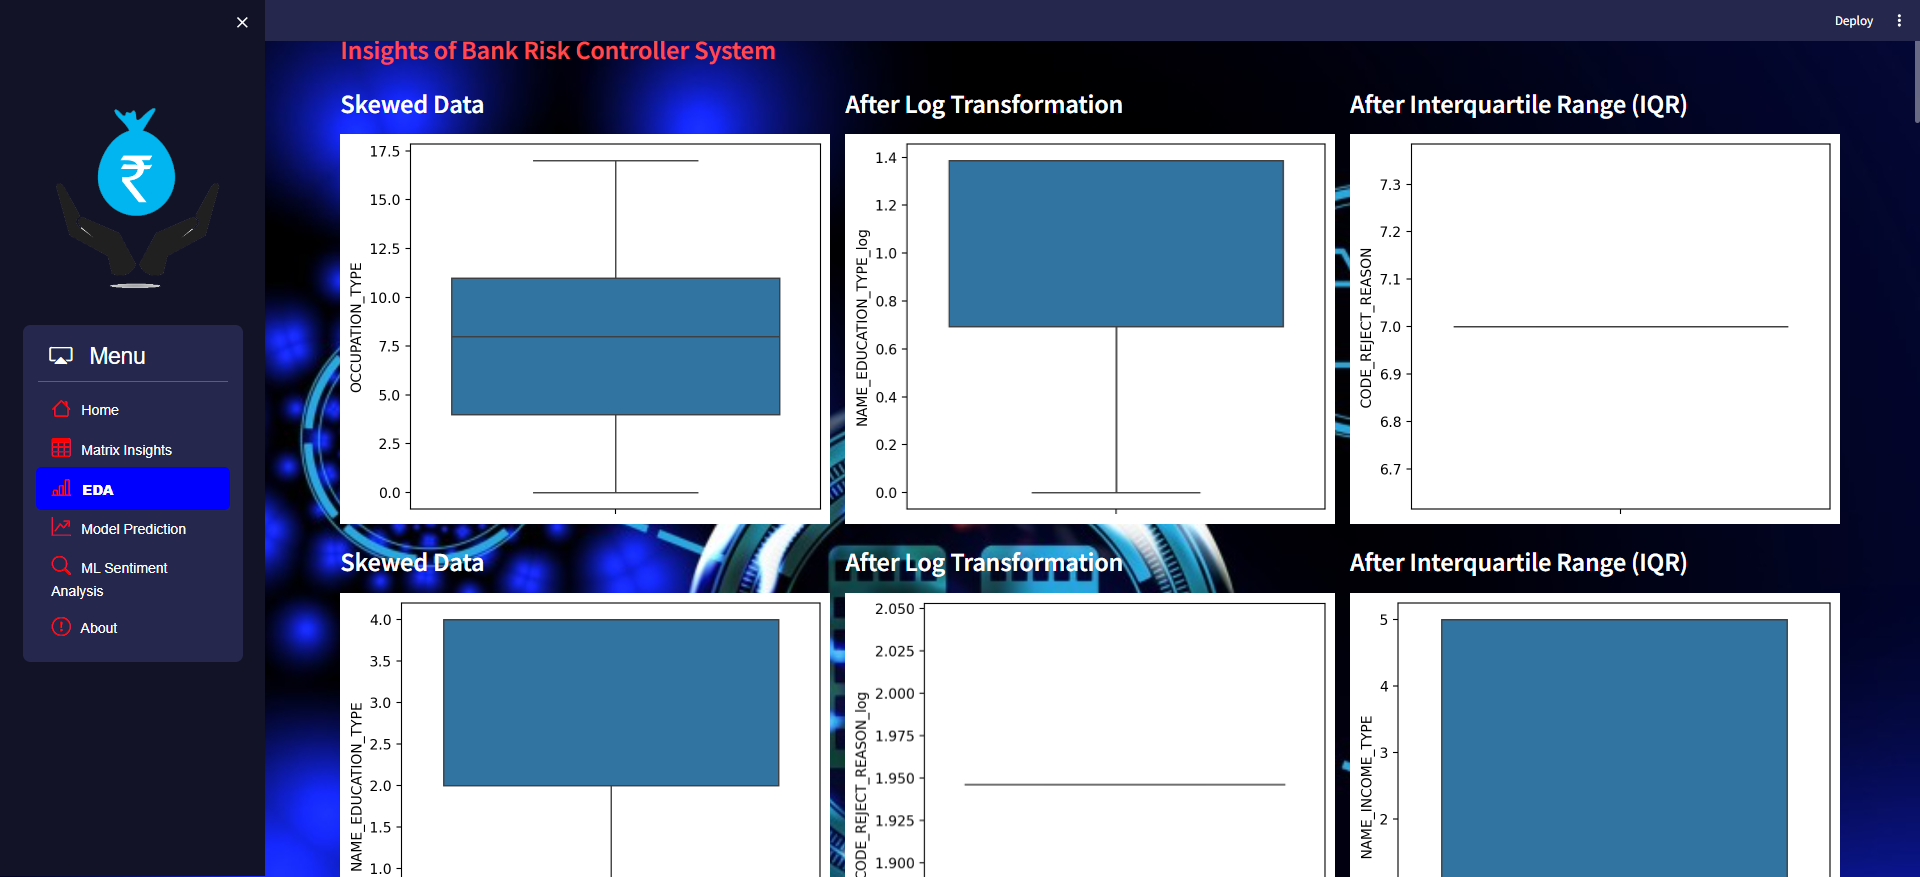 Deploy
₹
Menu
Home
Matrix Insights
EDA
Model Prediction
ML Sentiment
Analysis
About
Insights of Bank Risk Controller System
Skewed Data
After Log Transformation
After Interquartile Range (IQR)
OCCUPATION_TYPE
17.5
15.0
12.5
10.0
7.5
5.0
2.5
0.0
NAME_EDUCATION_TYPE_log
1.4
1.2
1.0
0.8
0.6
0.4
0.2
0.0
CODE_REJECT_REASON
7.3
7.2
7.1
7.0
6.9
6.8
6.7
Skewed Data
After Log Transformation
After Interquartile Range (IQR)
NAME_EDUCATION_TYPE
4.0
3.5
3.0
2.5
2.0
1.5
1.0
CODE_REJECT_REASON_log
2.050
2.025
2.000
1.975
1.950
1.925
1.900
NAME_INCOME_TYPE
5
4
3
2